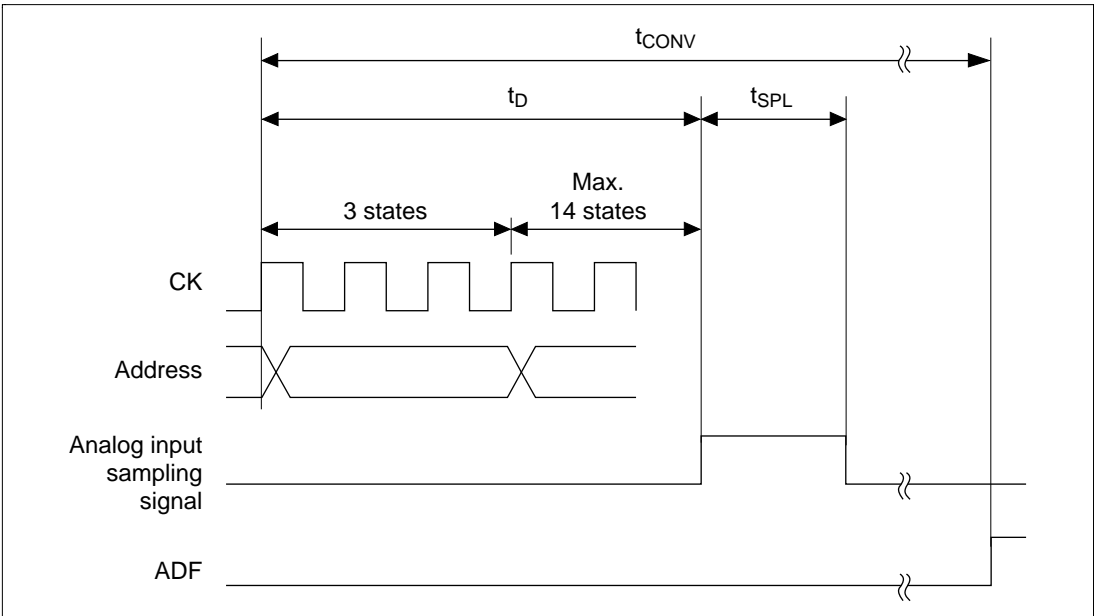 tCONV
tD
tSPL
3 states
Max.
14 states
CK
Address
Analog input
sampling
signal
ADF